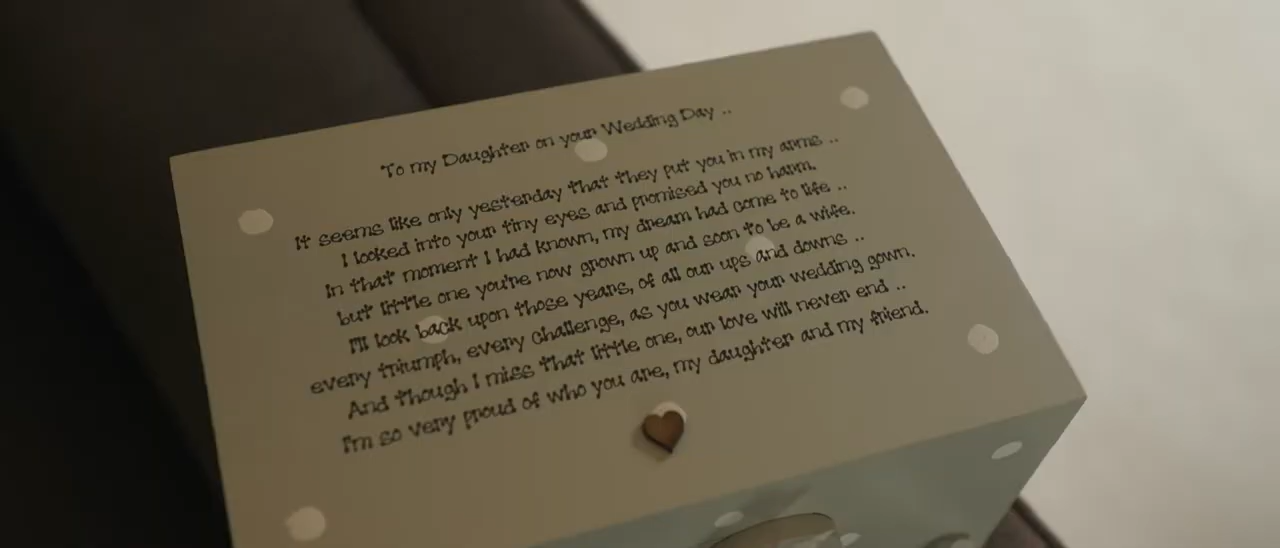 To my Daughter on your Wedding Day ..
It seems like only yesterday that they put you in my arms ..
I looked into your tiny eyes and promised you no harm.
In that moment I had known, my dream had come to life ..
but little one you're now grown up and soon to be a wife.
I'll look back upon those years, of all our ups and downs ..
every triumph, every challenge, as you wear your wedding gown.
And though I miss that little one, our love will never end ..
I'm so very proud of who you are, my daughter and my friend.